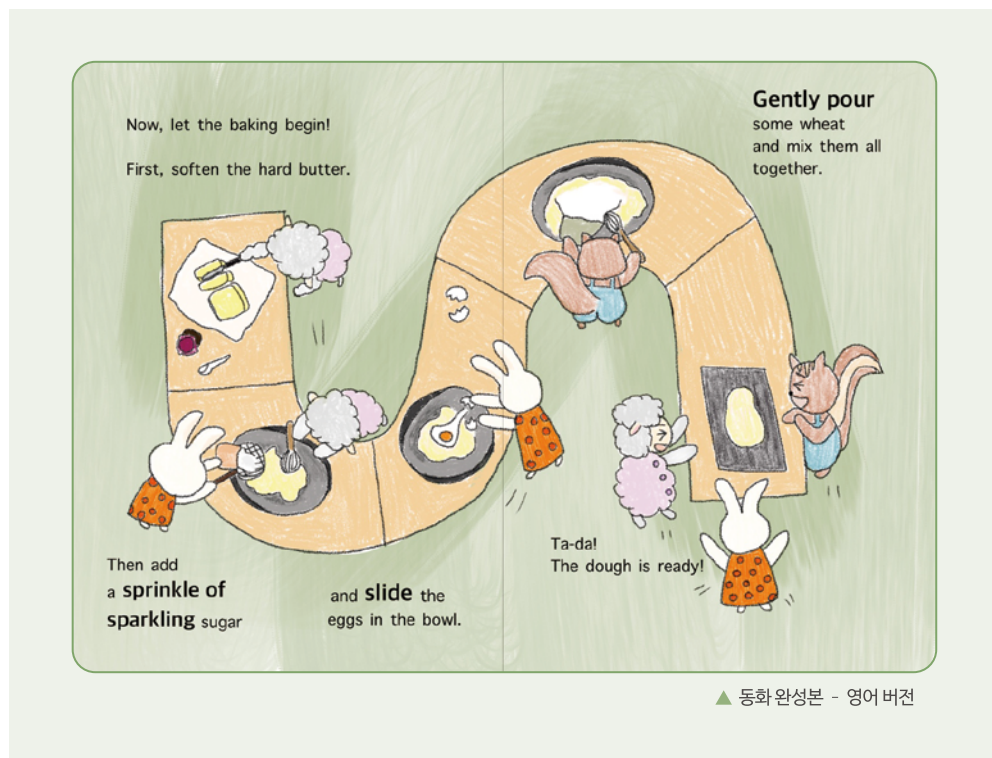 Now, let the baking begin!
First, soften the hard butter.
Then add
a sprinkle of
sparkling sugar
and slide the
eggs in the bowl.
Gently pour
some wheat
and mix them all
together.
Ta-da!
The dough is ready!
▲ 동화 완성본 - 영어 버전